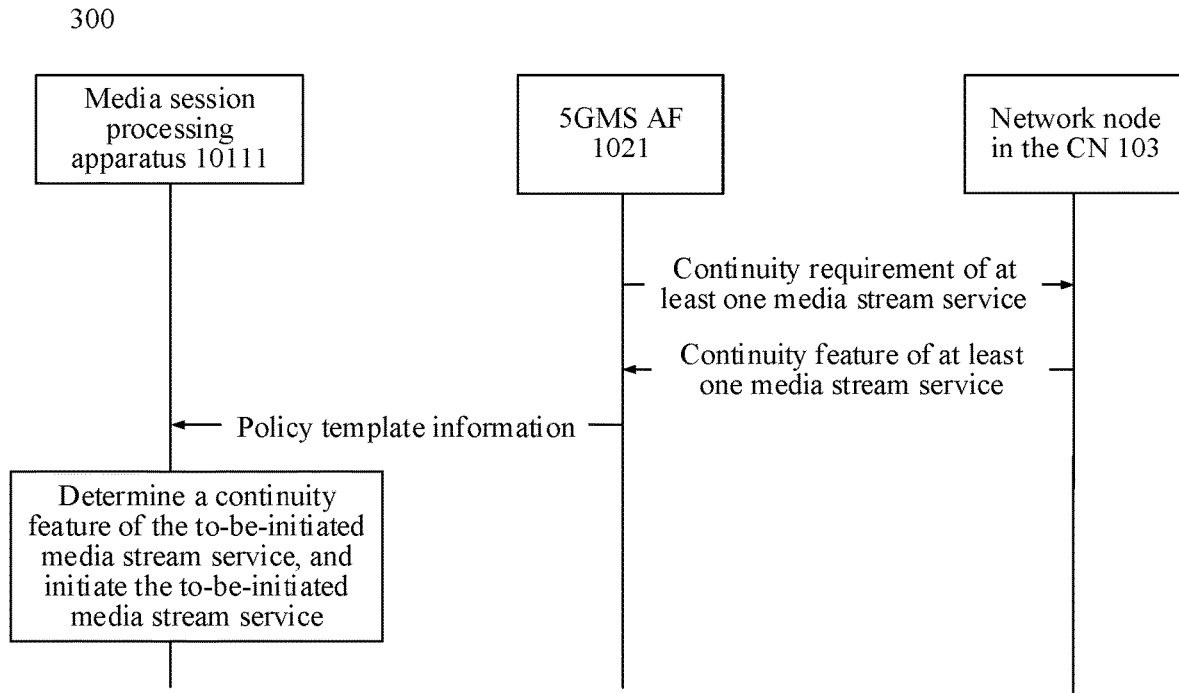 300
Media session
processing
apparatus 10111
5GMS AF
1021
Network node
in the CN 103
Continuity requirement of at
least one media stream service
Continuity feature of at least
one media stream service
Policy template information
Determine a continuity
feature of the to-be-initiated
media stream service, and
initiate the to-be-initiated
media stream service